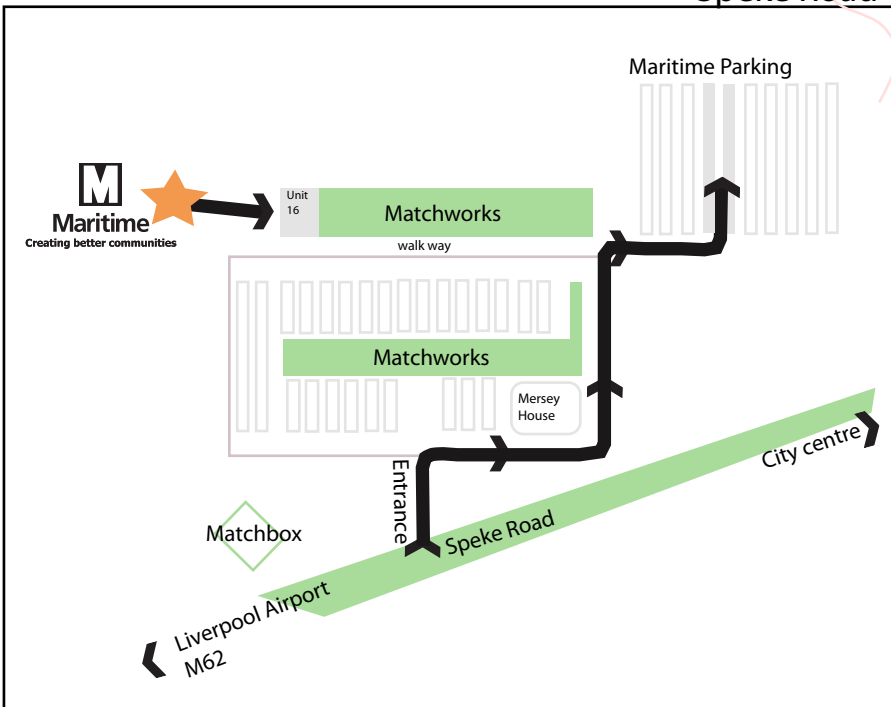 Speke Road
Maritime Parking
M
Maritime
Creating better communities
Unit
16
Matchworks
walk way
Matchworks
Mersey
House
Entrance
City centre
Matchbox
Speke Road
Liverpool Airport
M62